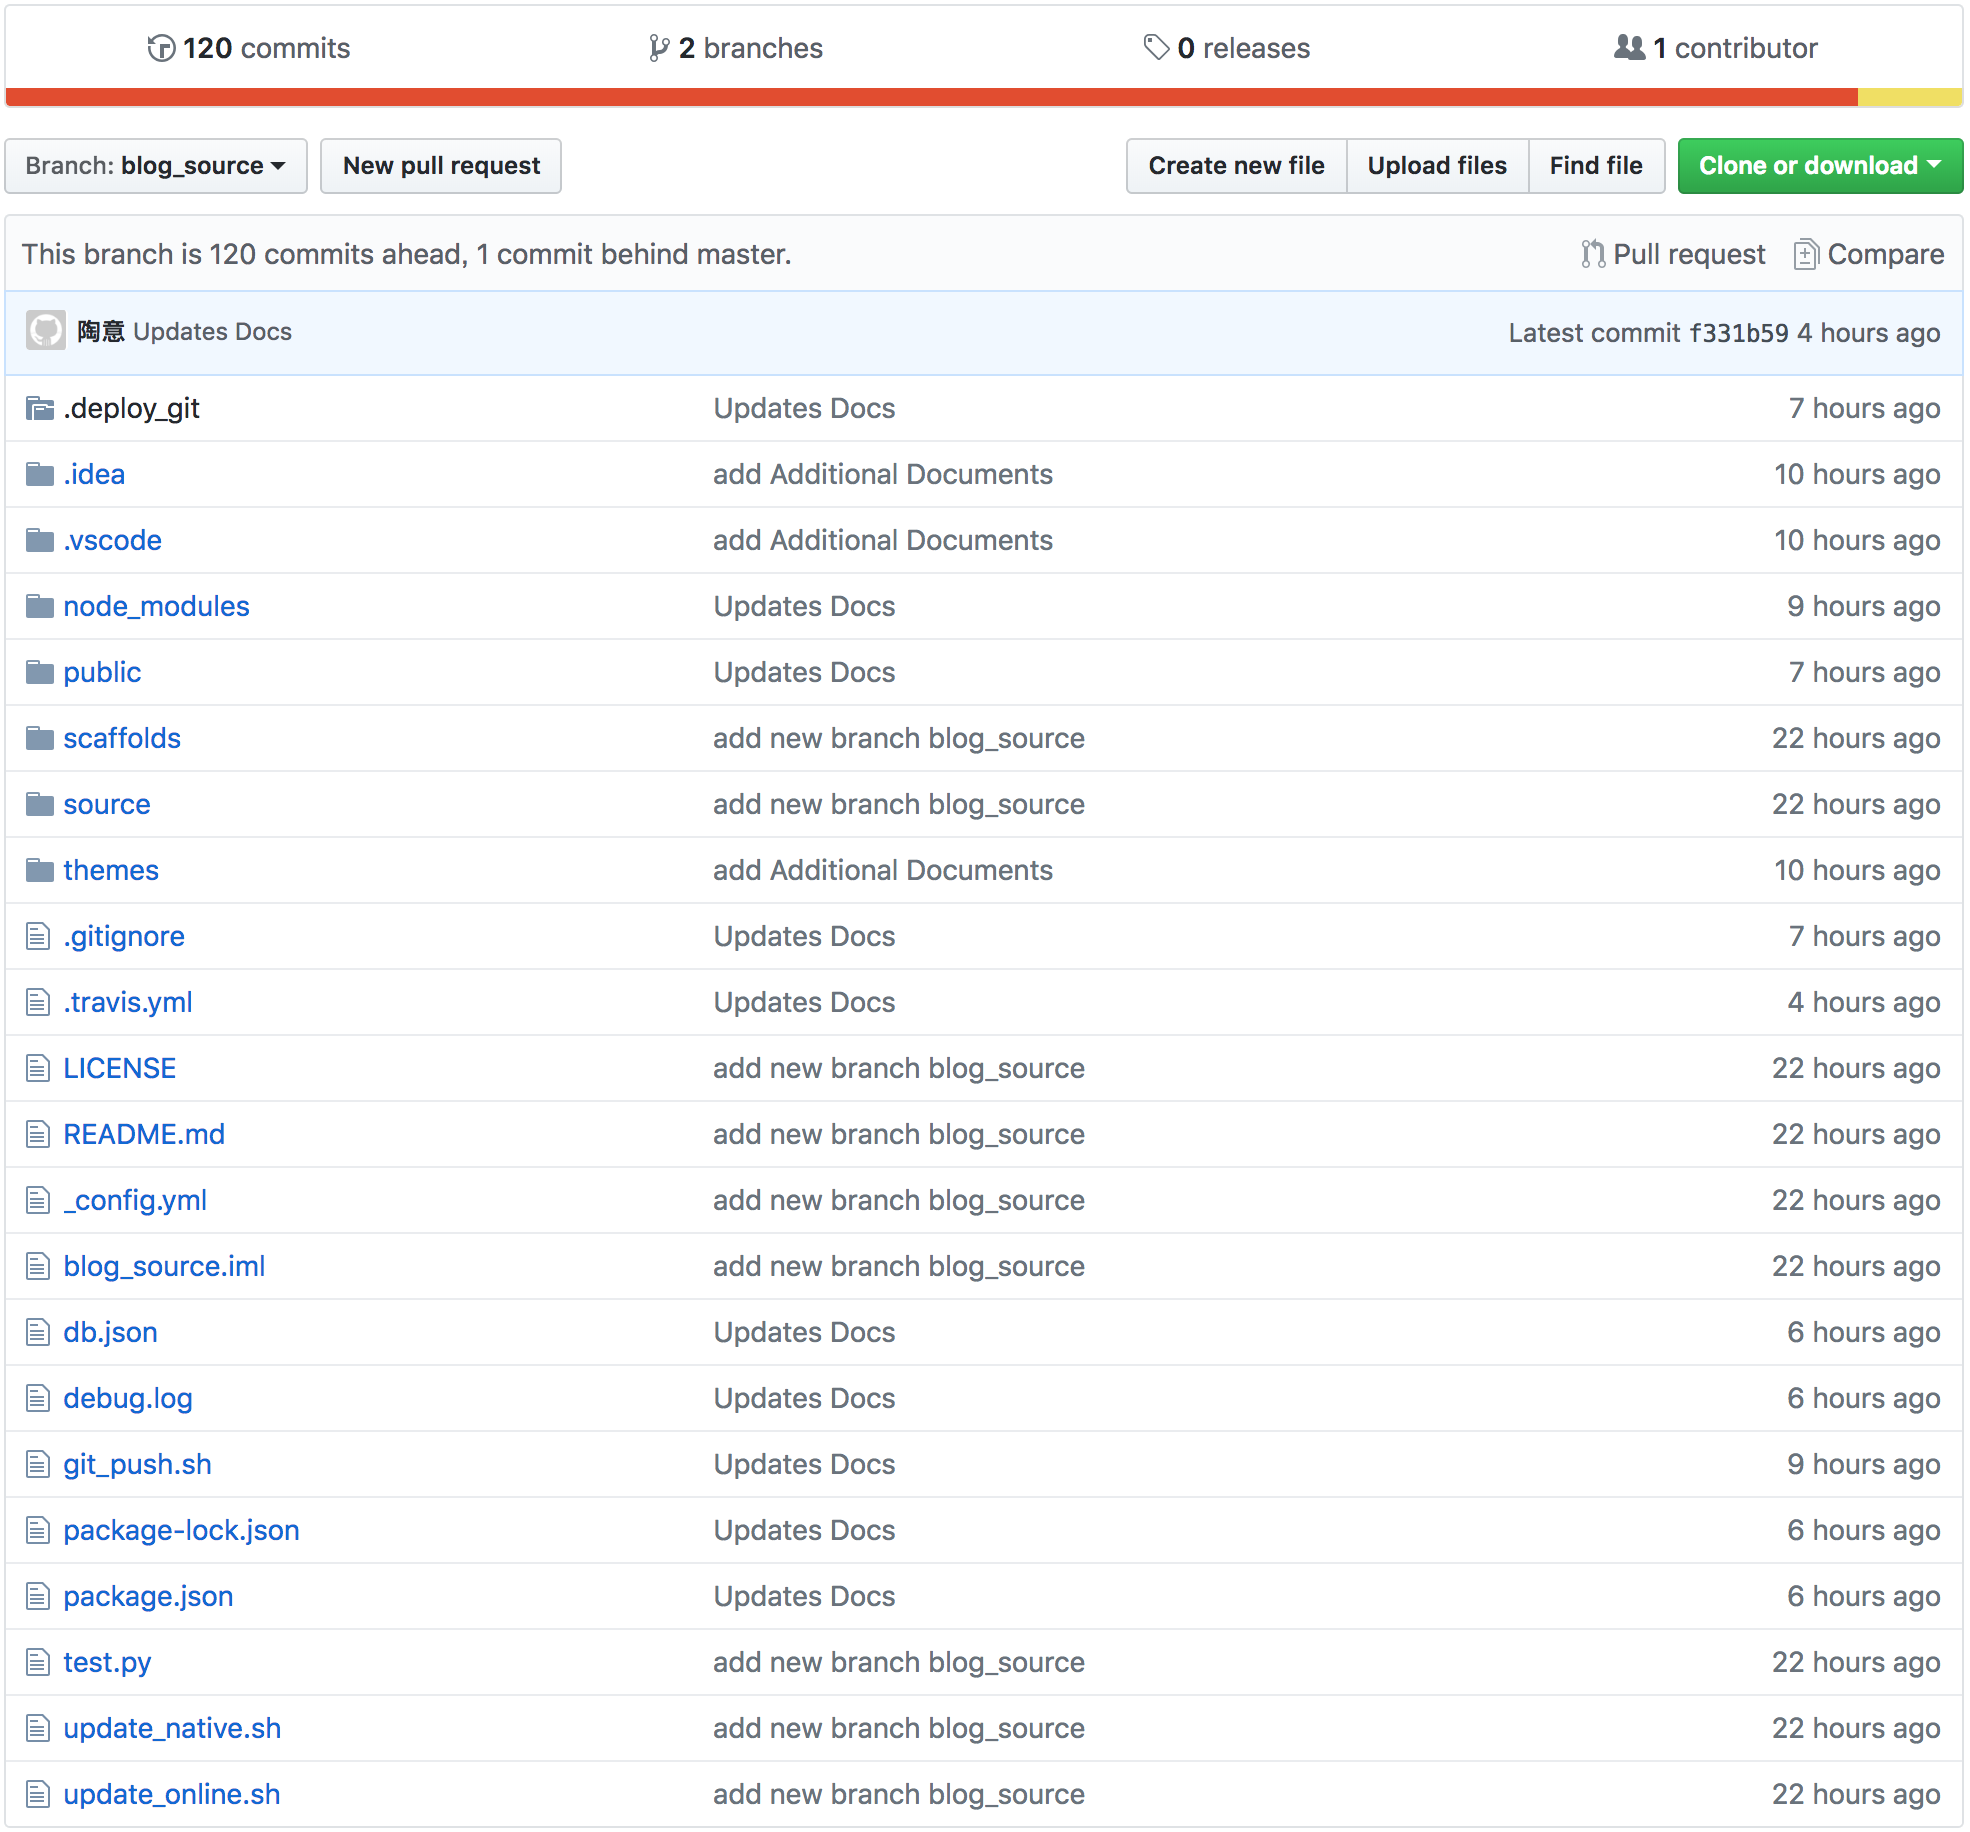 120 commits 2 branches 0 releases 1 contributor
Branch: blog_source New pull request Create new file Upload files Find file Clone or download
This branch is 120 commits ahead, 1 commit behind master. Pull request Compare
陶意 Updates Docs Latest commit f331b59 4 hours ago
.deploy_git Updates Docs 7 hours ago
.idea add Additional Documents 10 hours ago
.vscode add Additional Documents 10 hours ago
node_modules Updates Docs 9 hours ago
public Updates Docs 7 hours ago
scaffolds add new branch blog_source 22 hours ago
source add new branch blog_source 22 hours ago
themes add Additional Documents 10 hours ago
.gitignore Updates Docs 7 hours ago
.travis.yml Updates Docs 4 hours ago
LICENSE add new branch blog_source 22 hours ago
README.md add new branch blog_source 22 hours ago
_config.yml add new branch blog_source 22 hours ago
blog_source.iml add new branch blog_source 22 hours ago
db.json Updates Docs 6 hours ago
debug.log Updates Docs 6 hours ago
git_push.sh Updates Docs 9 hours ago
package-lock.json Updates Docs 6 hours ago
package.json Updates Docs 6 hours ago
test.py add new branch blog_source 22 hours ago
update_native.sh add new branch blog_source 22 hours ago
update_online.sh add new branch blog_source 22 hours ago